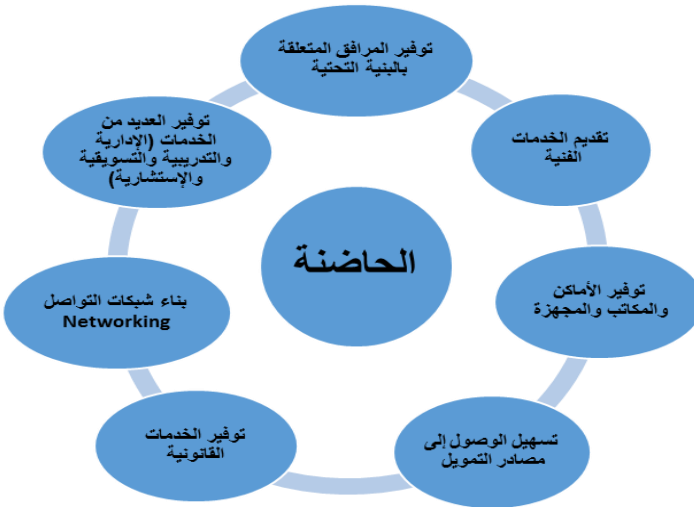 توفير المرافق المتعلقة
بالبنية التحتية
تقديم الخدمات
الفنية
توفير الأماكن
والمكاتب والمجهزة
تسهيل الوصول إلى
مصادر التمويل
توفير الخدمات
القانونية
بناء شبكات التواصل
Networking
توفير العديد من
الخدمات (الإدارية
والتدريبية والتسويقية
والإستشارية)
الحاضنة